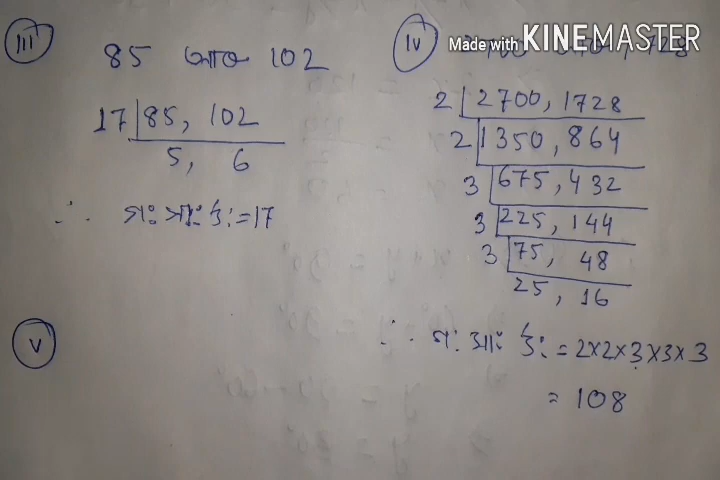 III
85 আৰু 102
17 | 85, 102
5, 6
∴ গঃ সাঃ উঃ = 17
IV
Made with KINEMASTER
2 | 2700, 1728
2 | 1350, 864
3 | 675, 432
3 | 225, 144
3 | 75, 48
25, 16
∴ গঃ সাঃ উঃ = 2×2×3×3×3
= 108
V